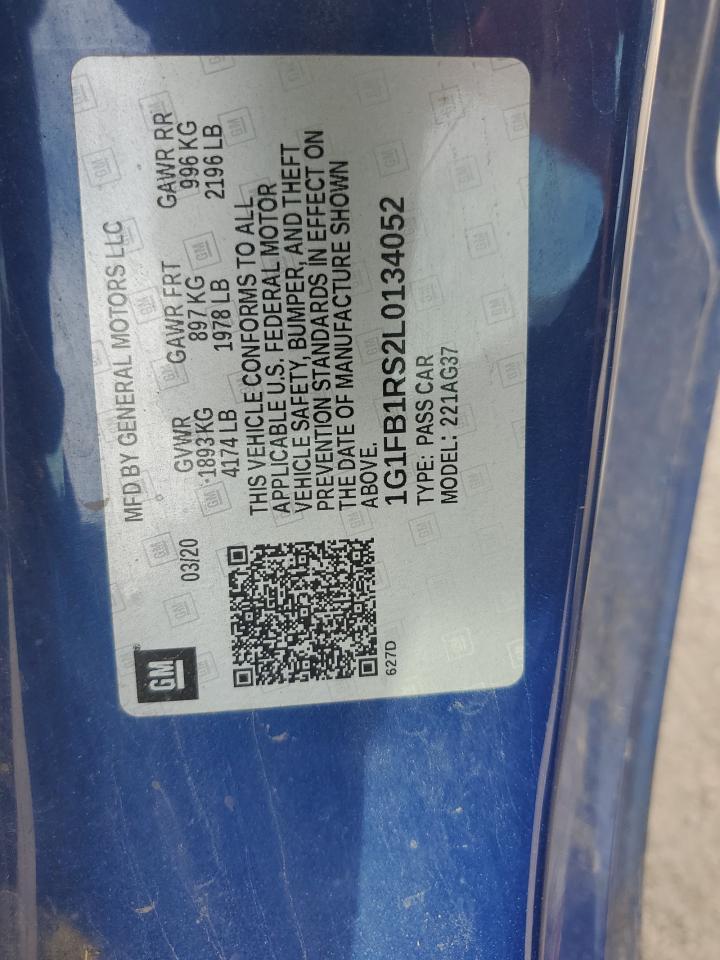 GM
MFD BY GENERAL MOTORS LLC
03/20 GVWR GAWR FRT GAWR RR
1893 KG 897 KG 996 KG
4174 LB 1978 LB 2196 LB
THIS VEHICLE CONFORMS TO ALL
APPLICABLE U.S. FEDERAL MOTOR
VEHICLE SAFETY, BUMPER, AND THEFT
PREVENTION STANDARDS IN EFFECT ON
THE DATE OF MANUFACTURE SHOWN
ABOVE.
627D
1G1FB1RS2L0134052
TYPE: PASS CAR
MODEL: 221AG37